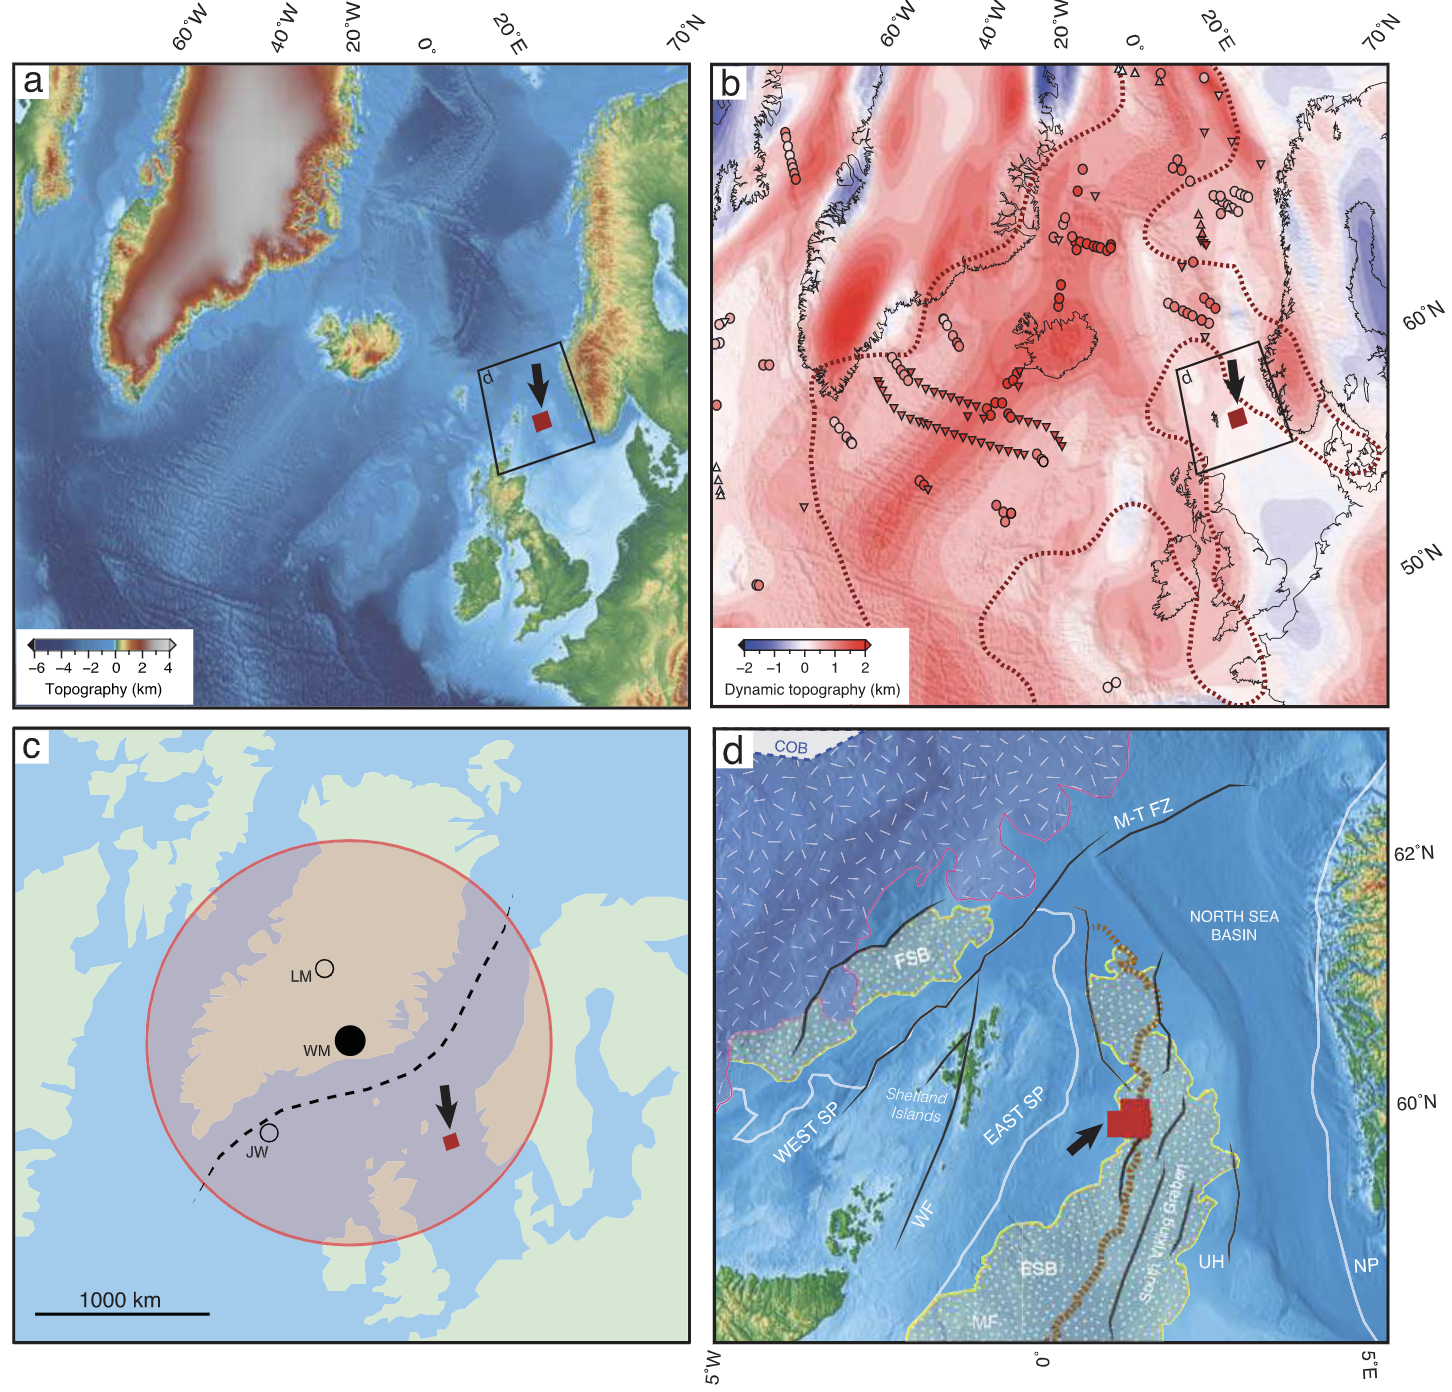 60°W
40°W
20°W
0°
20°E
70°N
60°W
40°W
20°W
0°
20°E
70°N
a
d
−6 −4 −2 0 2 4
Topography (km)
b
d
−2 −1 0 1 2
Dynamic topography (km)
60°N
50°N
c
LM
WM
JW
1000 km
d
COB
M-T FZ
NORTH SEA
BASIN
FSB
Shetland
Islands
WEST SP
EAST SP
WF
ESB
MF
South Viking Graben
UH
NP
62°N
60°N
5°W
0°
5°E